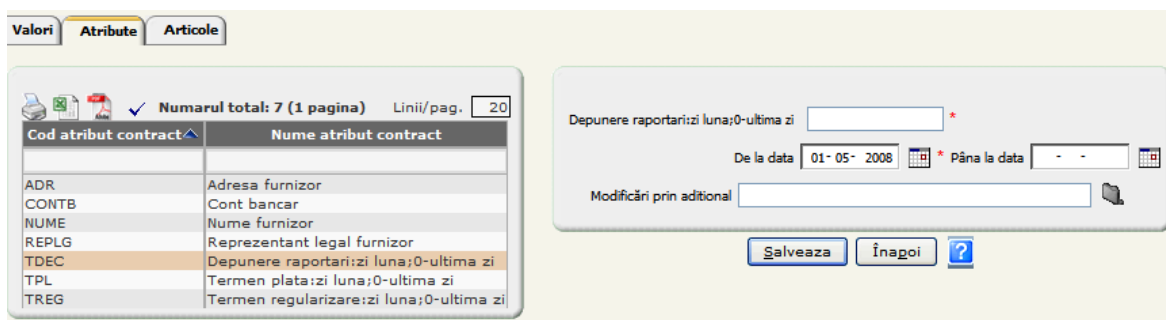 Valori Atribute Articole
Numarul total: 7 (1 pagina) Linii/pag. 20
Cod atribut contract Nume atribut contract
ADR Adresa furnizor
CONTB Cont bancar
NUME Nume furnizor
REPLG Reprezentant legal furnizor
TDEC Depunere raportari:zi luna;0-ultima zi
TPL Termen plata:zi luna;0-ultima zi
TREG Termen regularizare:zi luna;0-ultima zi
Depunere raportari:zi luna;0-ultima zi *
De la data 01- 05- 2008 * Pâna la data - -
Modificări prin aditional
Salveaza Înapoi ?